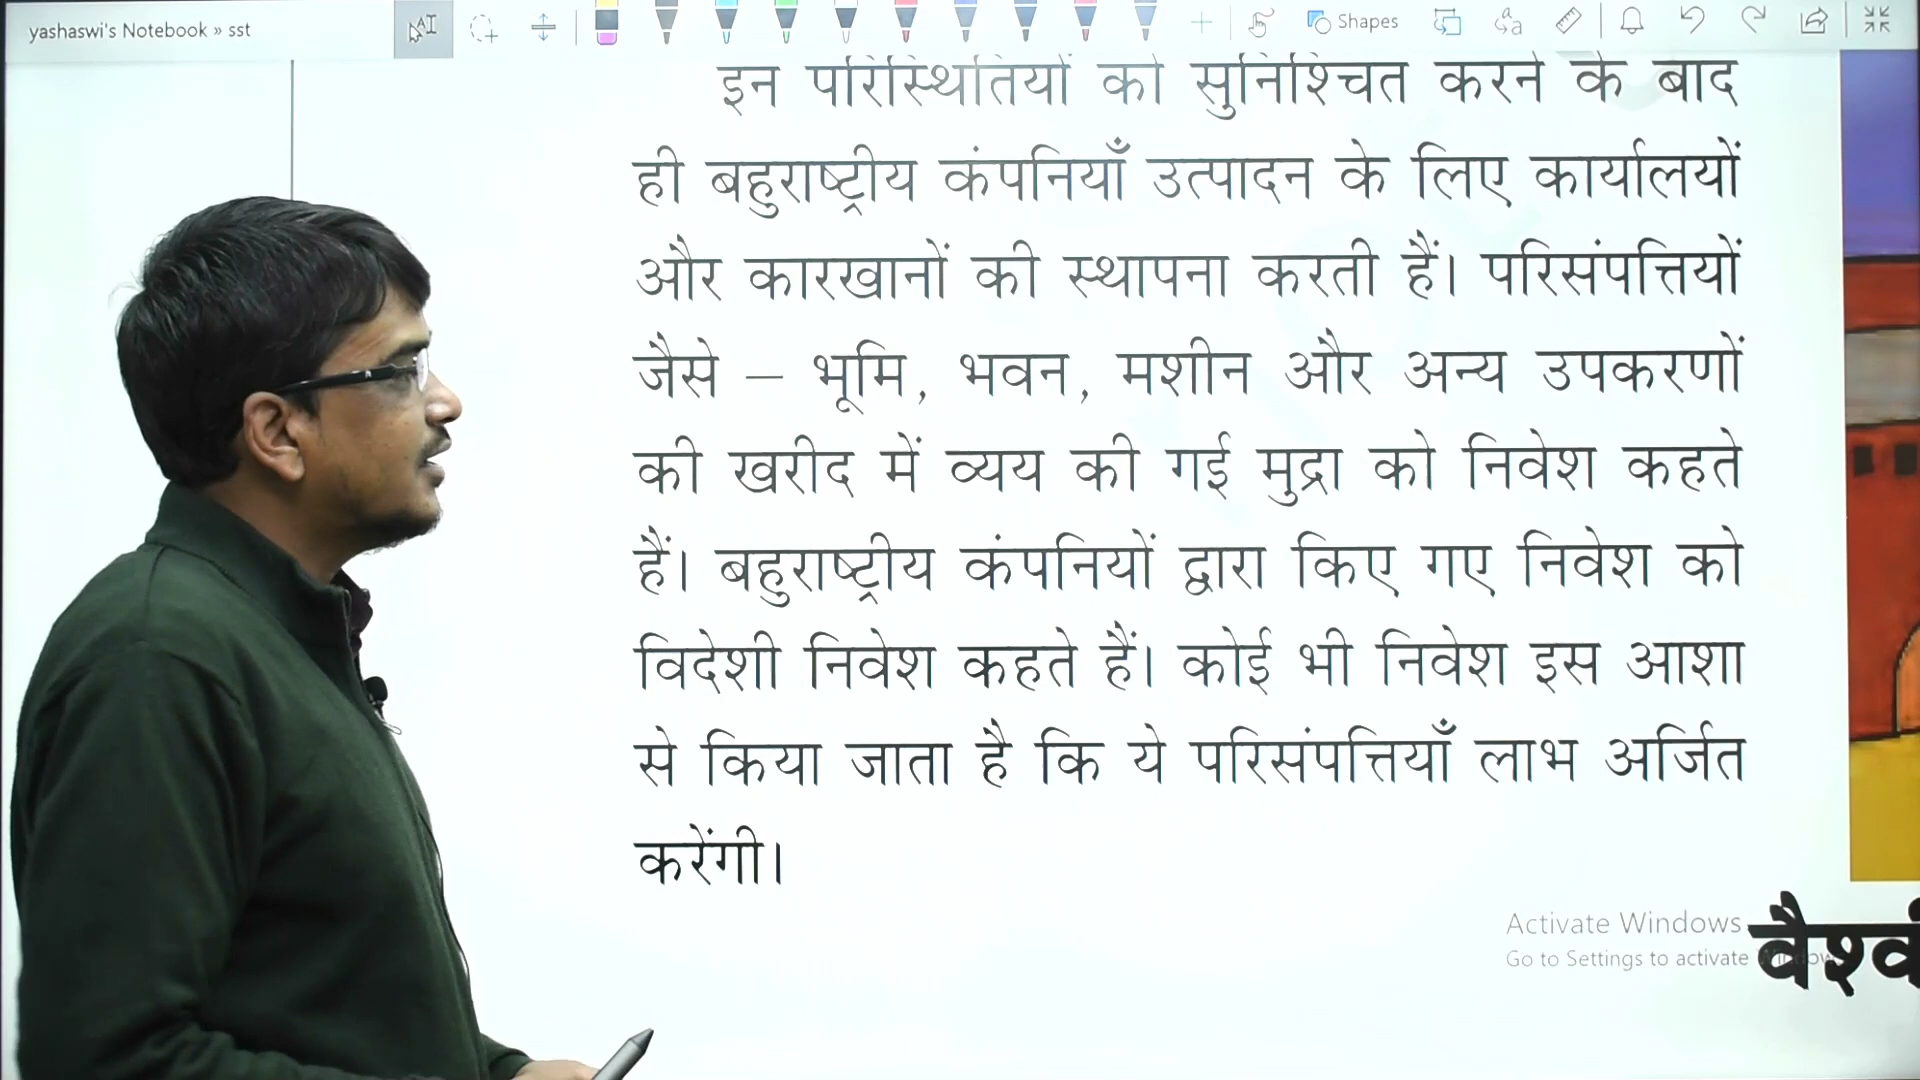 yashaswi's Notebook » sst
Shapes
इन परिस्थितियों को सुनिश्चित करने के बाद
ही बहुराष्ट्रीय कंपनियाँ उत्पादन के लिए कार्यालयों
और कारखानों की स्थापना करती हैं। परिसंपत्तियों
जैसे – भूमि, भवन, मशीन और अन्य उपकरणों
की खरीद में व्यय की गई मुद्रा को निवेश कहते
हैं। बहुराष्ट्रीय कंपनियों द्वारा किए गए निवेश को
विदेशी निवेश कहते हैं। कोई भी निवेश इस आशा
से किया जाता है कि ये परिसंपत्तियाँ लाभ अर्जित
करेंगी।
Activate Windows
Go to Settings to activate